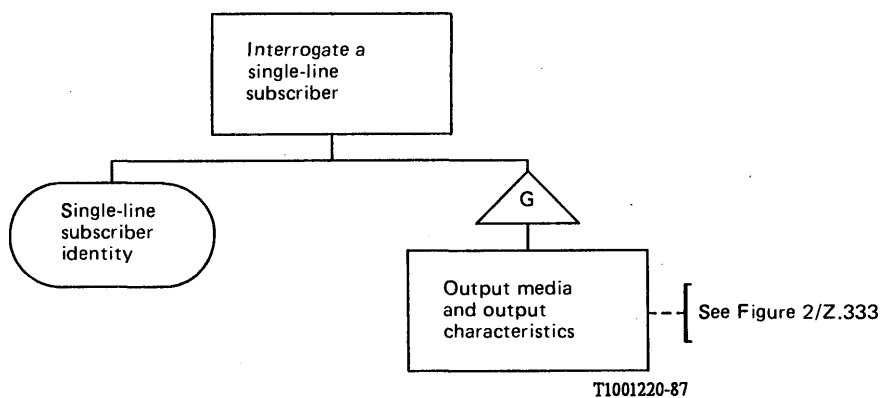 Interrogate a
single-line
subscriber
G
Single-line
subscriber
identity
Output media
and output
characteristics
See Figure 2/Z.333
T1001220-87